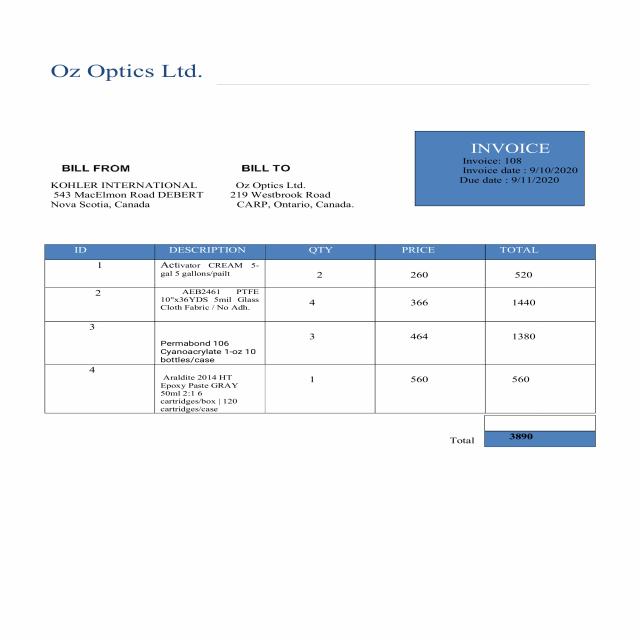 Oz Optics Ltd.
INVOICE
Invoice: 108
Invoice date : 9/10/2020
Due date : 9/11/2020
BILL FROM
KOHLER INTERNATIONAL
543 MacElmon Road DEBERT
Nova Scotia, Canada
BILL TO
Oz Optics Ltd.
219 Westbrook Road
CARP, Ontario, Canada.
ID DESCRIPTION QTY PRICE TOTAL
1 Activator CREAM 5- 2 260 520
gal 5 gallons/pailt
2 AEB2461 PTFE 4 366 1440
10"x36YDS 5mil Glass
Cloth Fabric / No Adh.
3 Permabond 106 3 464 1380
Cyanoacrylate 1-oz 10
bottles/case
4 Araldite 2014 HT 1 560 560
Epoxy Paste GRAY
50ml 2:1 6
cartridges/box | 120
cartridges/case
Total 3890